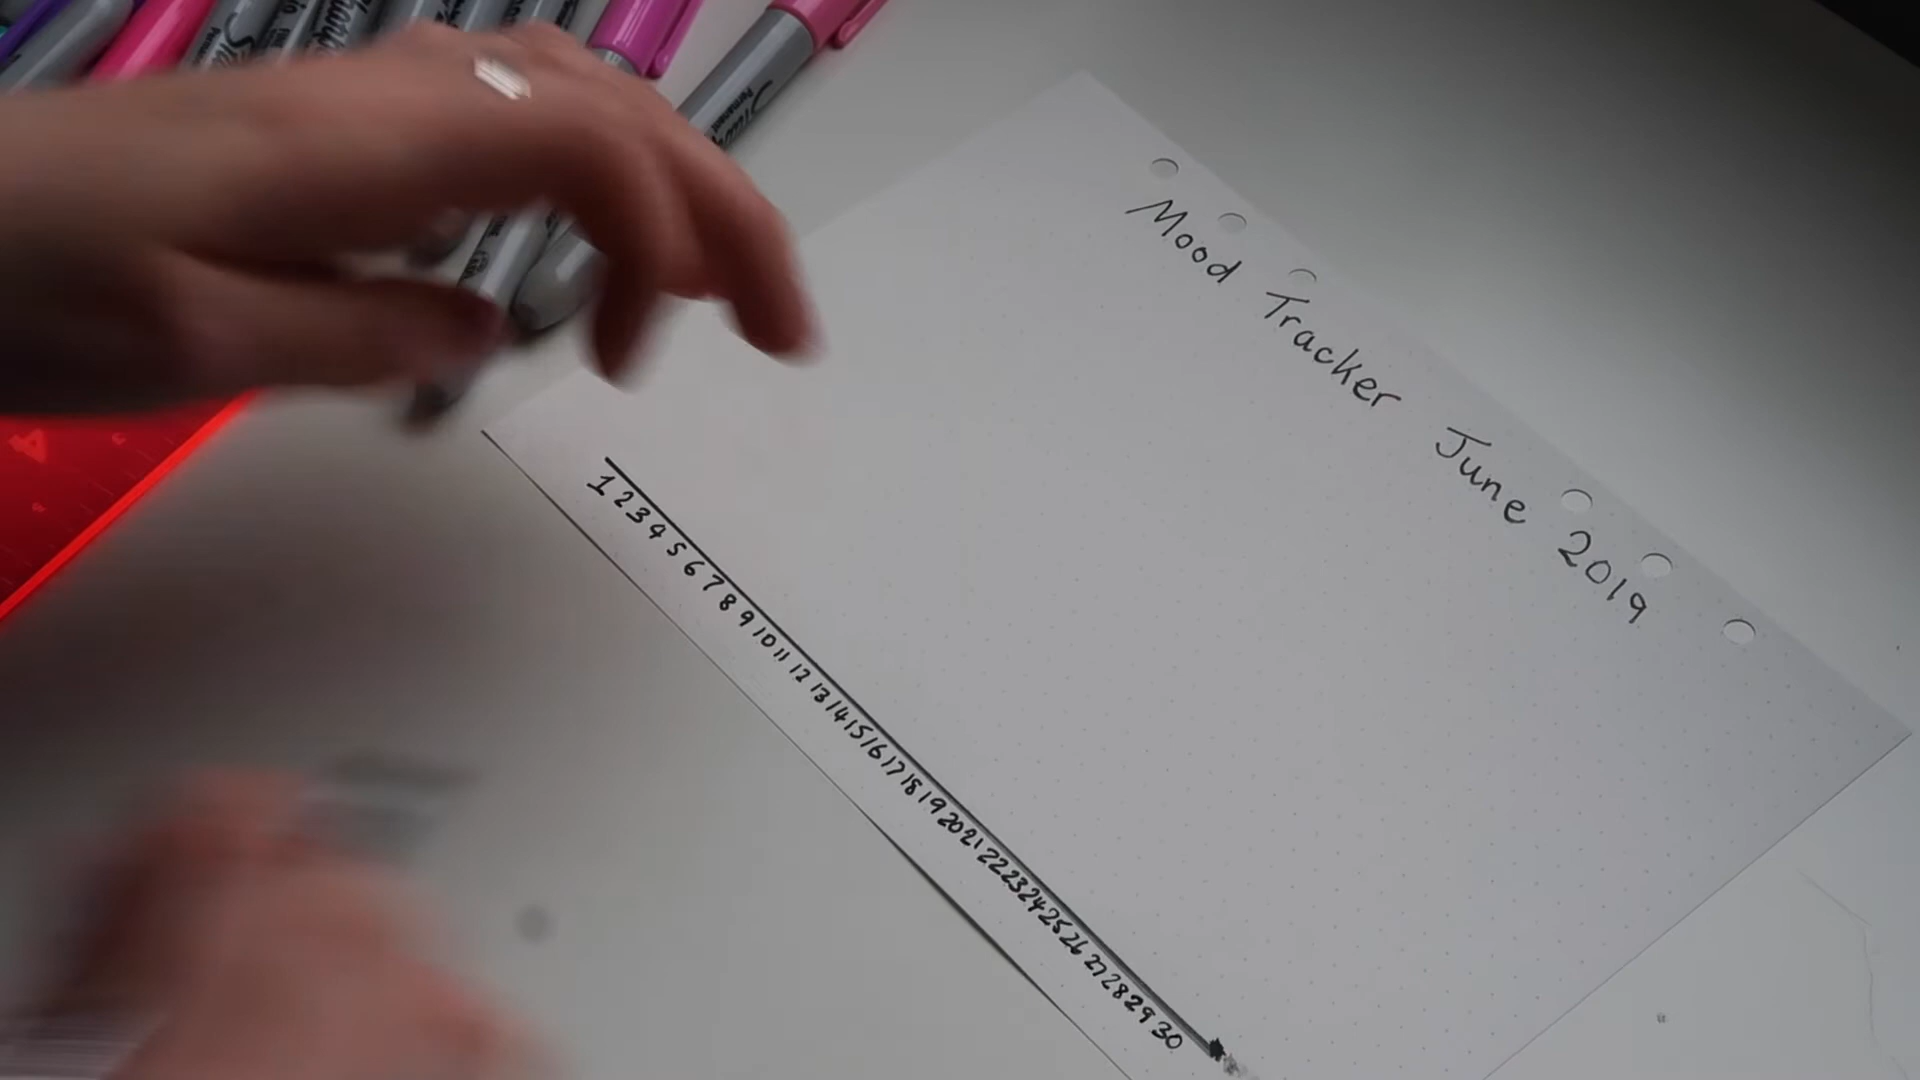 Mood Tracker June 2019
1 2 3 4 5 6 7 8 9 10 11 12 13 14 15 16 17 18 19 20 21 22 23 24 25 26 27 28 29 30
Permanent